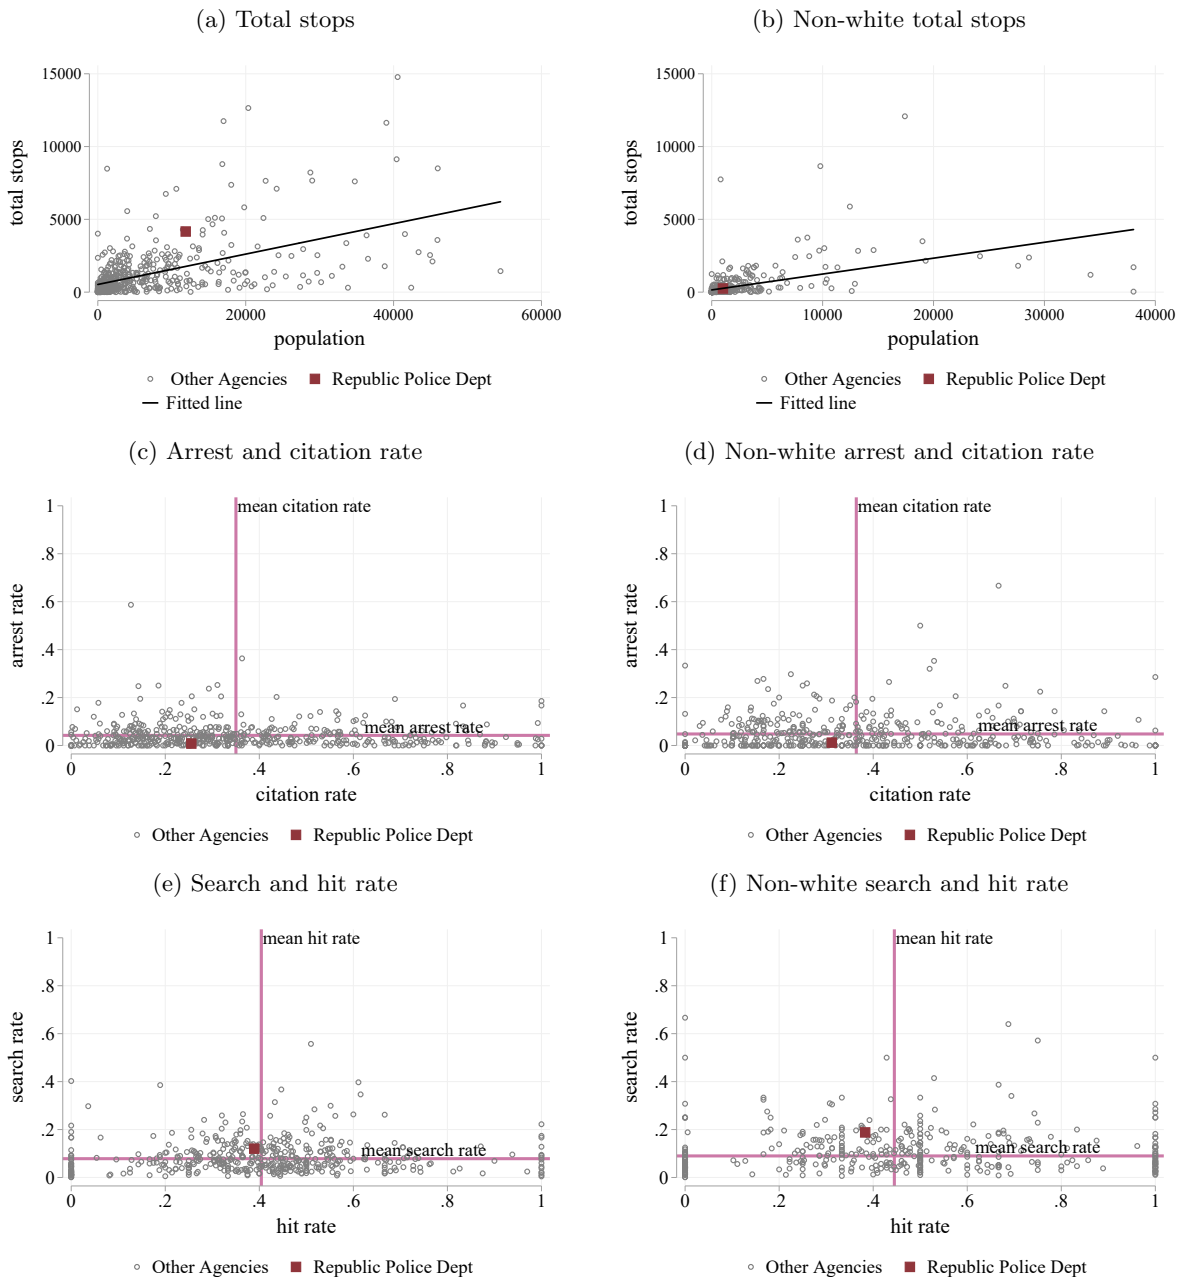 (a) Total stops
(b) Non-white total stops
15000
10000
5000
0
total stops
0
20000
40000
60000
population
Other Agencies
Republic Police Dept
Fitted line
15000
10000
5000
0
total stops
0
10000
20000
30000
40000
population
Other Agencies
Republic Police Dept
Fitted line
(c) Arrest and citation rate
(d) Non-white arrest and citation rate
1
.8
.6
.4
.2
0
arrest rate
mean citation rate
mean arrest rate
0
.2
.4
.6
.8
1
citation rate
Other Agencies
Republic Police Dept
1
.8
.6
.4
.2
0
arrest rate
mean citation rate
mean arrest rate
0
.2
.4
.6
.8
1
citation rate
Other Agencies
Republic Police Dept
(e) Search and hit rate
(f) Non-white search and hit rate
1
.8
.6
.4
.2
0
search rate
mean hit rate
mean search rate
0
.2
.4
.6
.8
1
hit rate
Other Agencies
Republic Police Dept
1
.8
.6
.4
.2
0
search rate
mean hit rate
mean search rate
0
.2
.4
.6
.8
1
hit rate
Other Agencies
Republic Police Dept